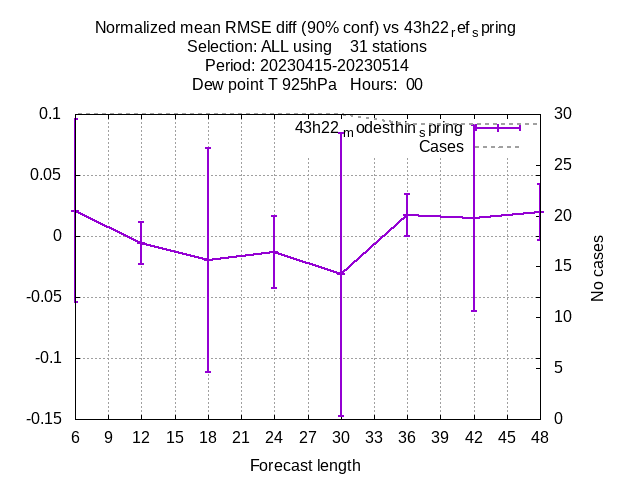 Normalized mean RMSE diff (90% conf) vs 43h22refspring
Selection: ALL using 31 stations
Period: 20230415-20230514
Dew point T 925hPa Hours: 00
43h22modesthinspring
Cases
0.1
0.05
0
-0.05
-0.1
-0.15
30
25
20
15
10
5
0
No cases
6 9 12 15 18 21 24 27 30 33 36 39 42 45 48
Forecast length